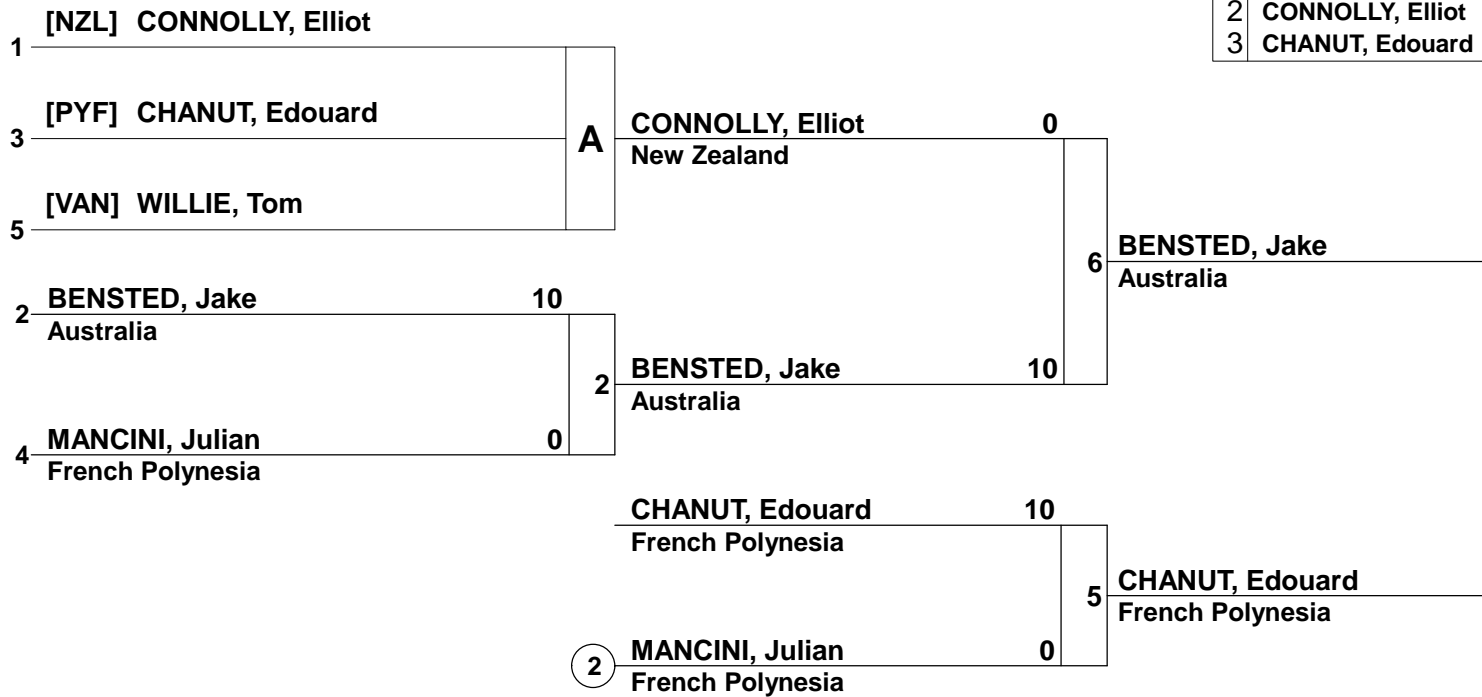 2 CONNOLLY, Elliot
3 CHANUT, Edouard
1 [NZL] CONNOLLY, Elliot
3 [PYF] CHANUT, Edouard
5 [VAN] WILLIE, Tom
A
CONNOLLY, Elliot 0
New Zealand
2 BENSTED, Jake 10
Australia
4 MANCINI, Julian 0
French Polynesia
2
BENSTED, Jake 10
Australia
6
BENSTED, Jake
Australia
CHANUT, Edouard 10
French Polynesia
2 MANCINI, Julian 0
French Polynesia
5
CHANUT, Edouard
French Polynesia